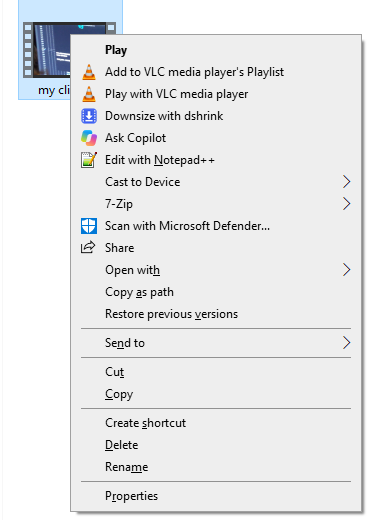 my cli
Play
Add to VLC media player's Playlist
Play with VLC media player
Downsize with dshrink
Ask Copilot
Edit with Notepad++
Cast to Device
7-Zip
Scan with Microsoft Defender...
Share
Open with
Copy as path
Restore previous versions
Send to
Cut
Copy
Create shortcut
Delete
Rename
Properties